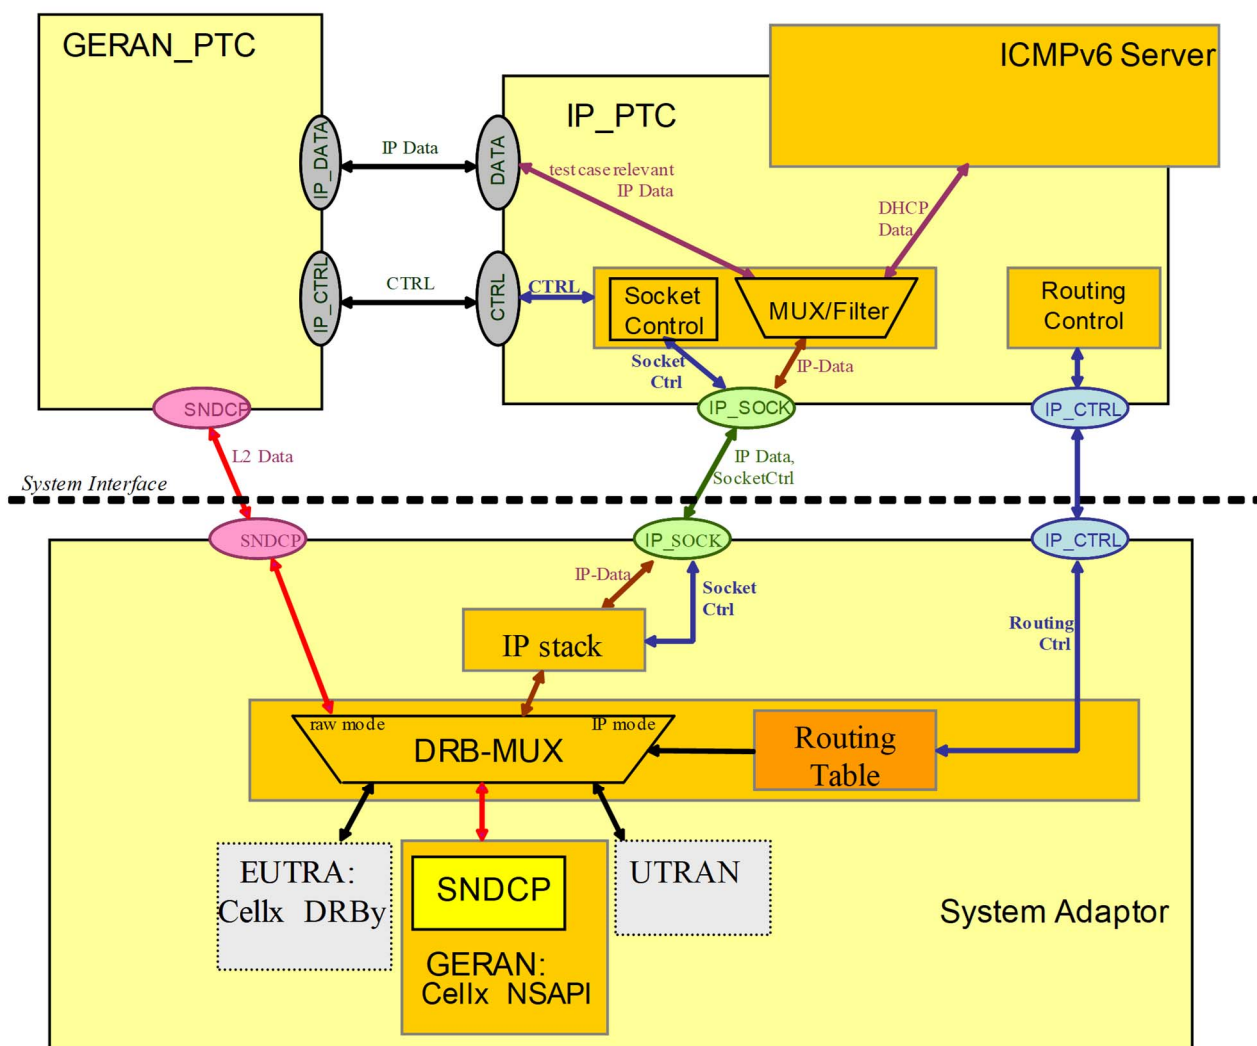 GERAN_PTC
ICMPv6 Server
IP_PTC
IP_DATA
IP Data
DATA
test case relevant
IP Data
DHCP
Data
IP_CTRL
CTRL
CTRL
CTRL
Socket
Control
MUX/Filter
Routing
Control
Socket
Ctrl
IP-Data
SNDCP
IP_SOCK
IP_CTRL
L2 Data
IP Data,
SocketCtrl
System Interface
SNDCP
IP_SOCK
IP_CTRL
IP-Data
Socket
Ctrl
IP stack
Routing
Ctrl
raw mode
IP mode
DRB-MUX
Routing
Table
EUTRA:
Cellx DRBy
SNDCP
GERAN:
Cellx NSAPI
UTRAN
System Adaptor